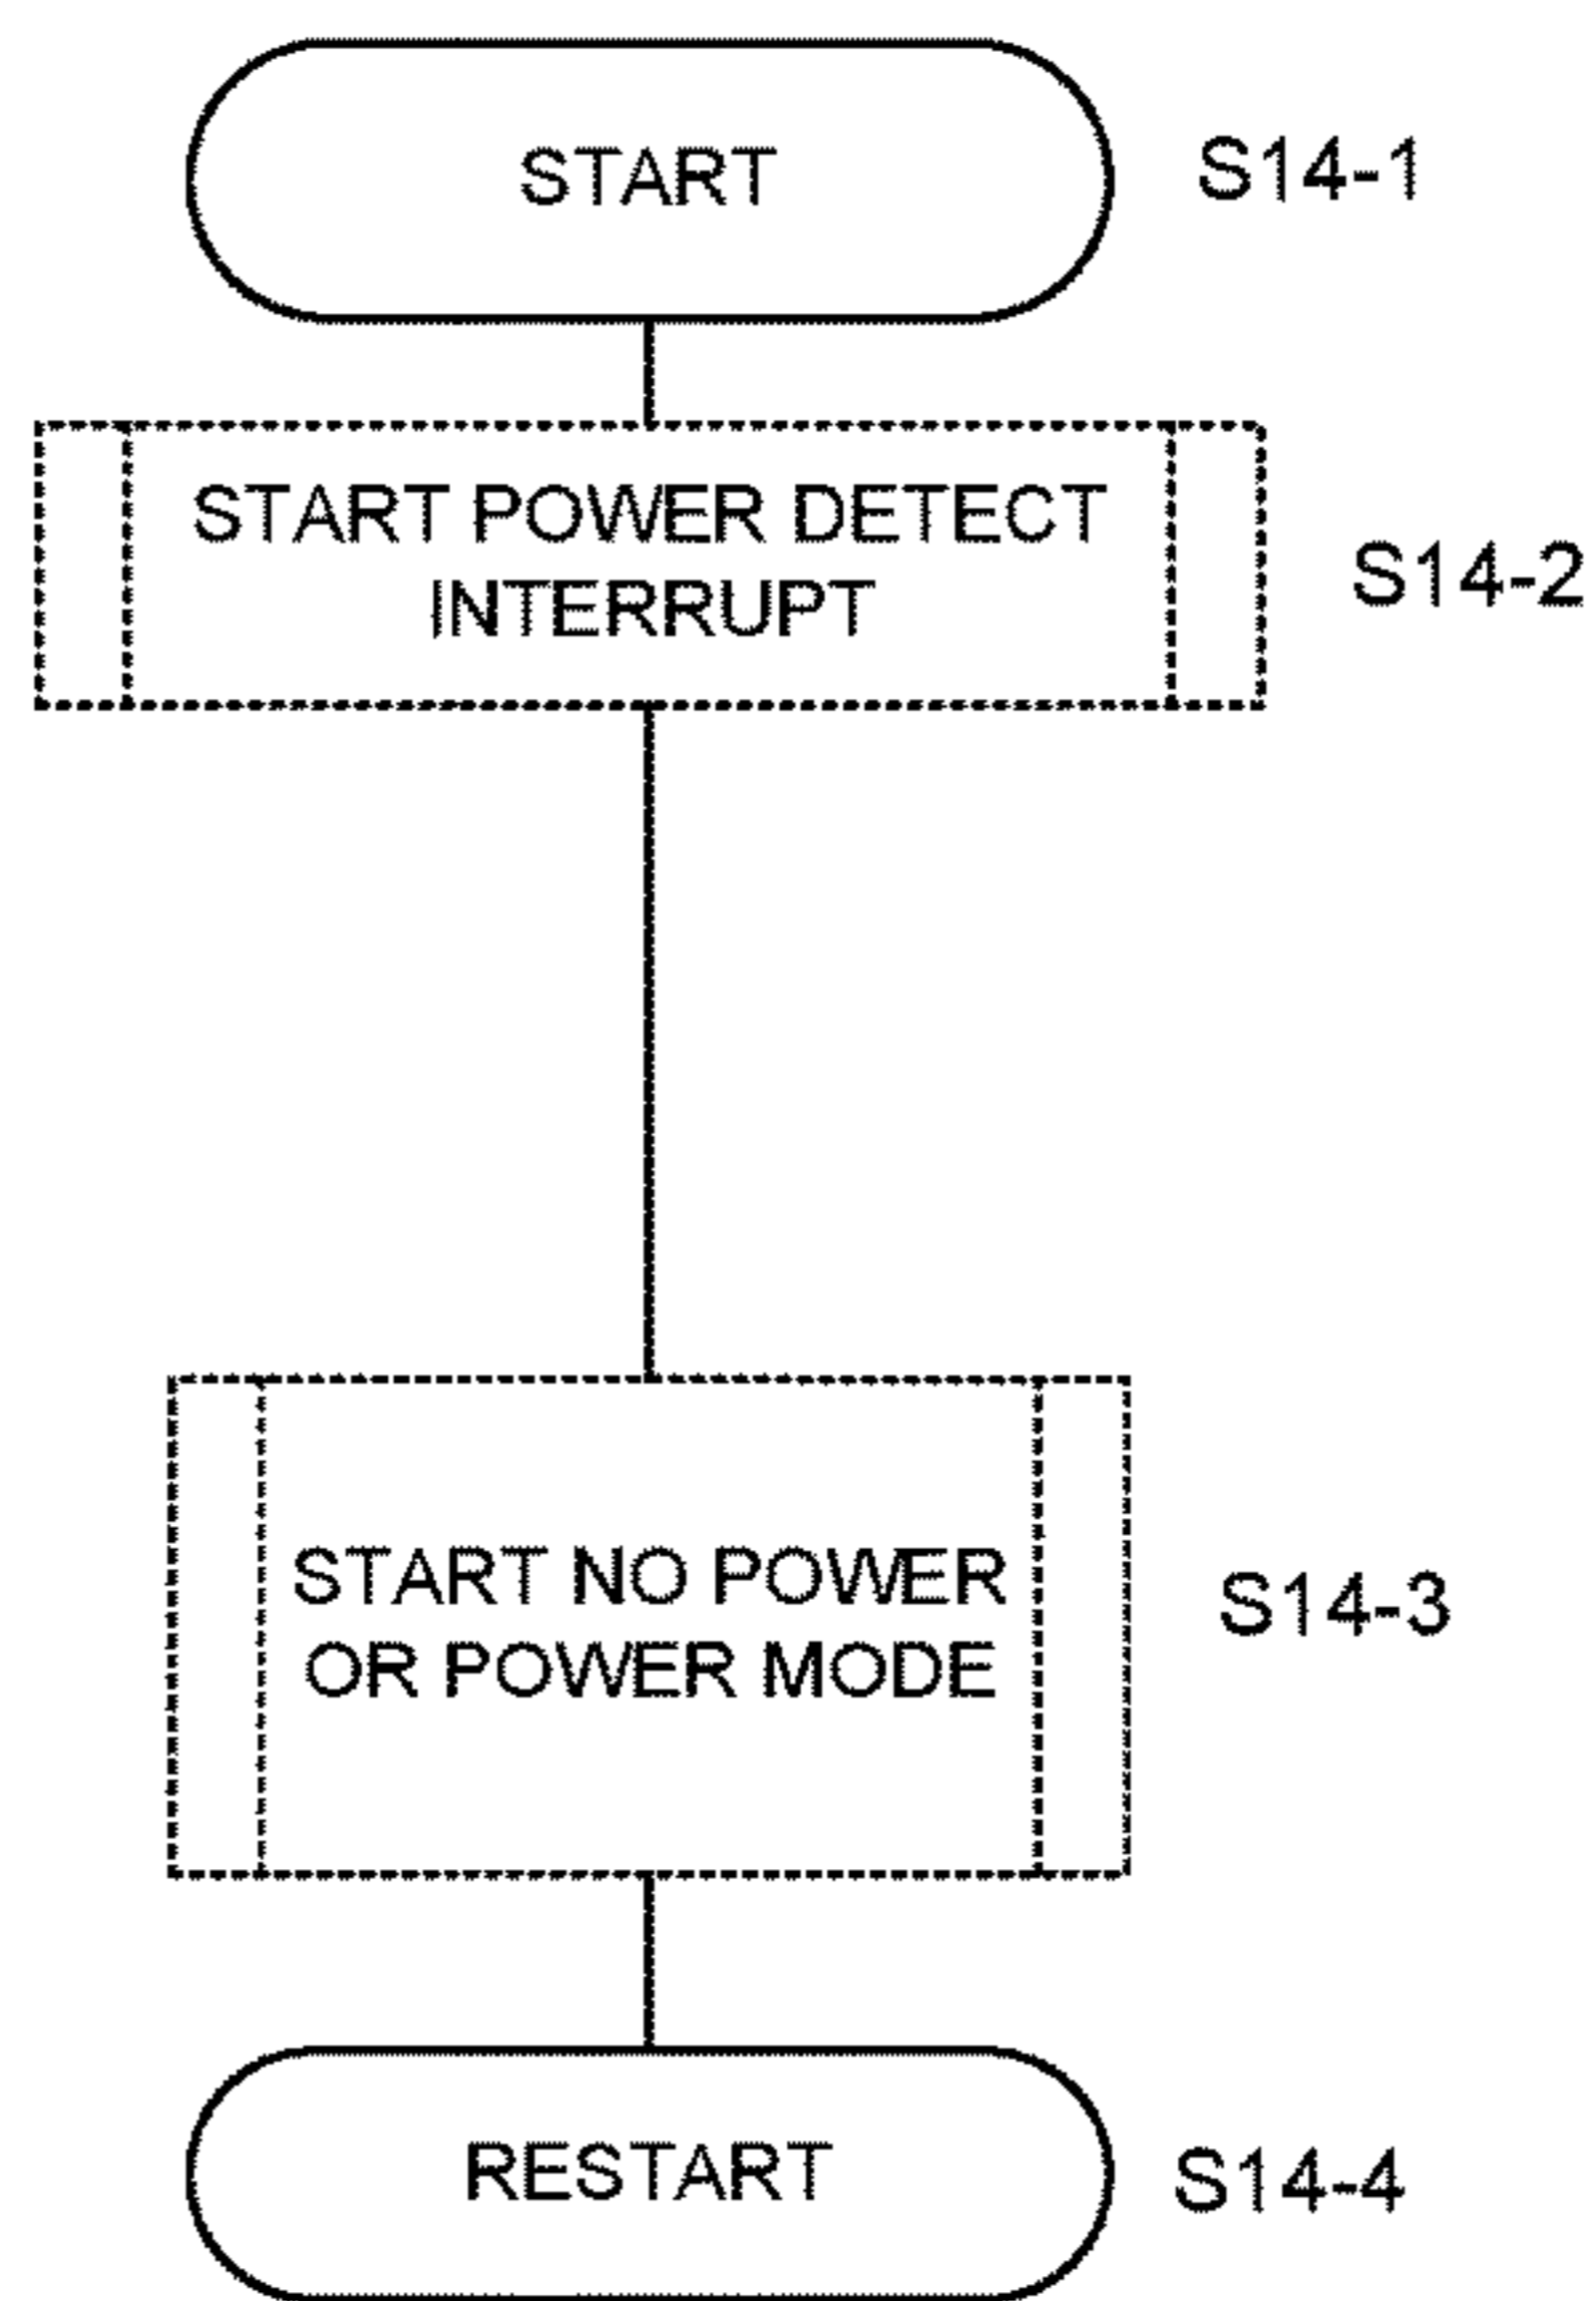 START
S14-1
START POWER DETECT
INTERRUPT
S14-2
START NO POWER
OR POWER MODE
S14-3
RESTART
S14-4